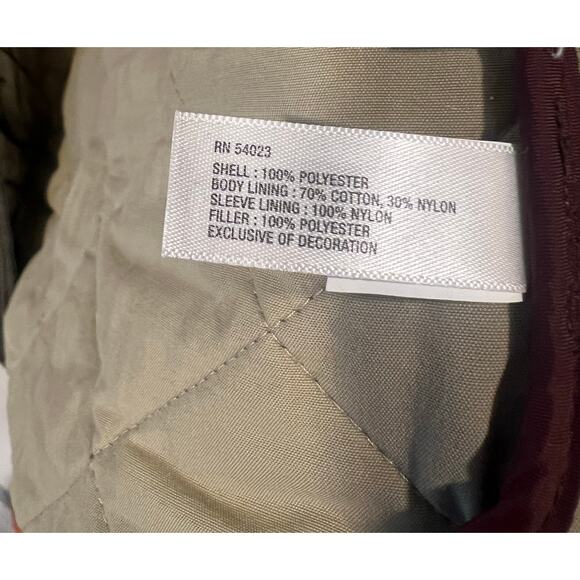 RN 54023
SHELL : 100% POLYESTER
BODY LINING : 70% COTTON, 30% NYLON
SLEEVE LINING : 100% NYLON
FILLER : 100% POLYESTER
EXCLUSIVE OF DECORATION